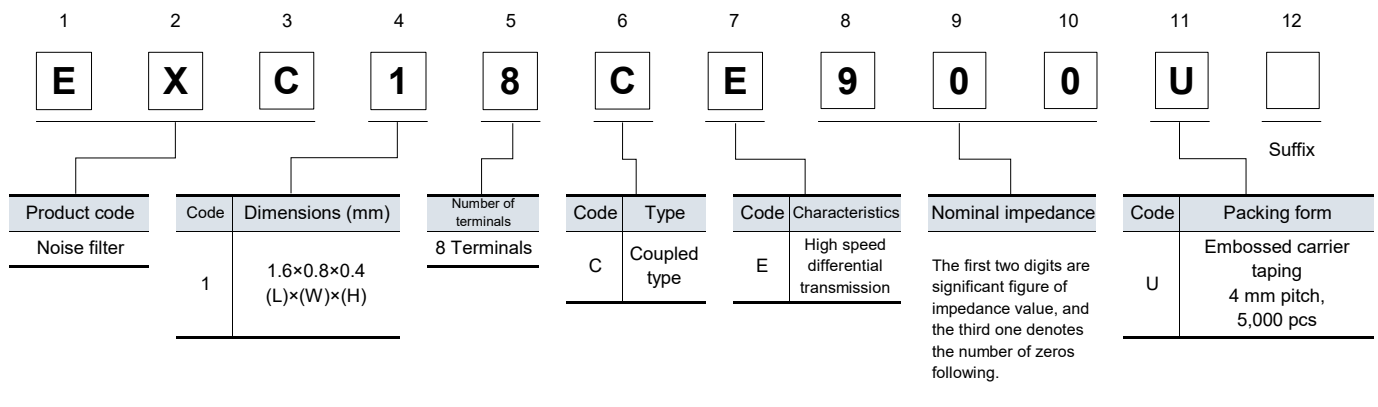 1 2 3 4 5 6 7 8 9 10 11 12
E X C 1 8 C E 9 0 0 U
Suffix
Product code
Noise filter
Code Dimensions (mm)
1 1.6×0.8×0.4
(L)×(W)×(H)
Number of
terminals
8 Terminals
Code Type
C Coupled
type
Code Characteristics
E High speed
differential
transmission
Nominal impedance
The first two digits are
significant figure of
impedance value, and
the third one denotes
the number of zeros
following.
Code Packing form
U Embossed carrier
taping
4 mm pitch,
5,000 pcs